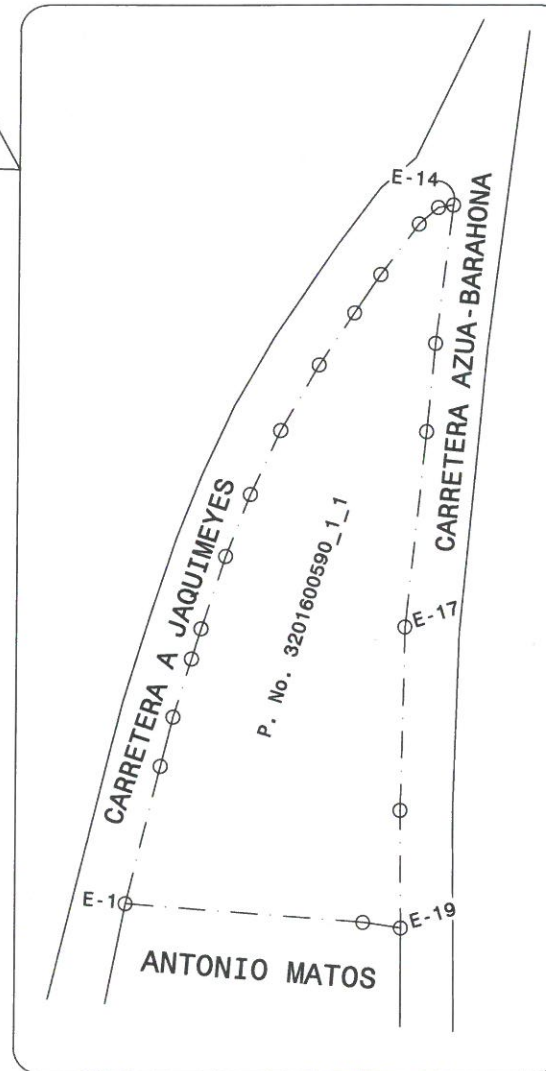 E-14
CARRETERA AZUA-BARAHONA
CARRETERA A JAQUIMEYES
P. No. 3201600590_1_1
E-17
E-1
E-19
ANTONIO MATOS